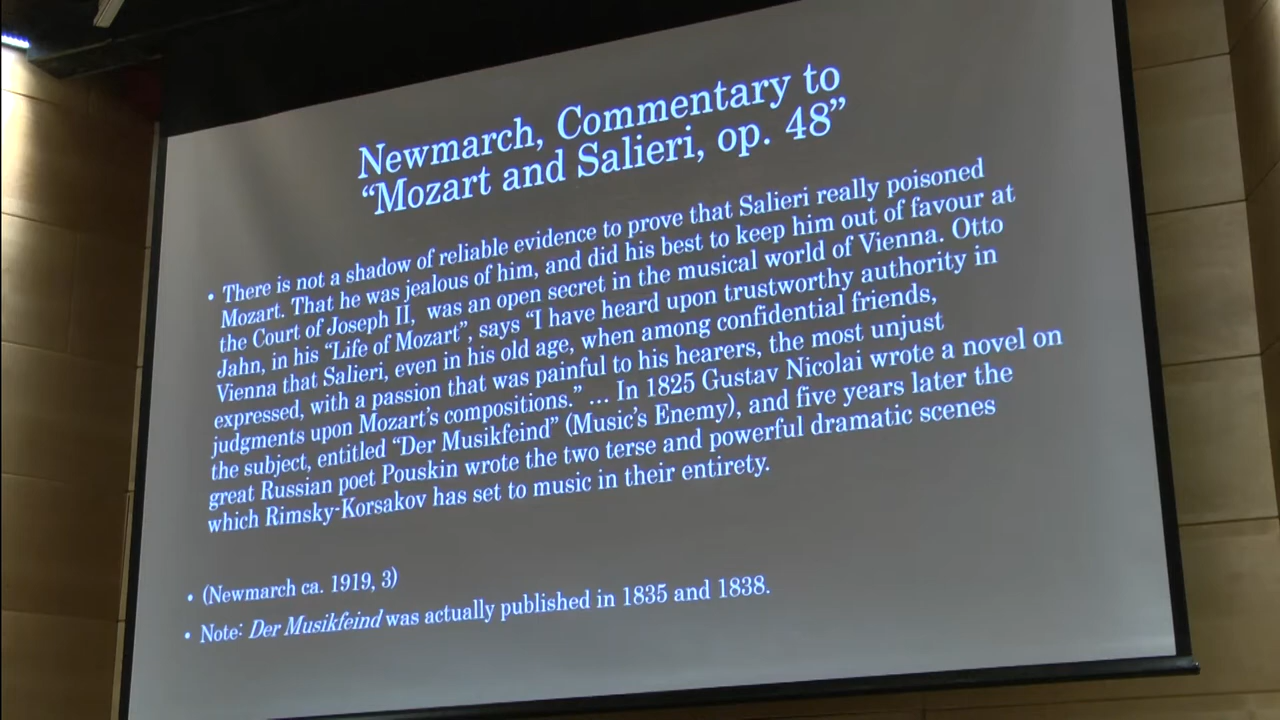 Newmarch, Commentary to
“Mozart and Salieri, op. 48”
• There is not a shadow of reliable evidence to prove that Salieri really poisoned
Mozart. That he was jealous of him, and did his best to keep him out of favour at
the Court of Joseph II, was an open secret in the musical world of Vienna. Otto
Jahn, in his “Life of Mozart”, says “I have heard upon trustworthy authority in
Vienna that Salieri, even in his old age, when among confidential friends,
expressed, with a passion that was painful to his hearers, the most unjust
judgments upon Mozart’s compositions.” ... In 1825 Gustav Nicolai wrote a novel on
the subject, entitled “Der Musikfeind” (Music’s Enemy), and five years later the
great Russian poet Pouskin wrote the two terse and powerful dramatic scenes
which Rimsky-Korsakov has set to music in their entirety.
• (Newmarch ca. 1919, 3)
• Note: Der Musikfeind was actually published in 1835 and 1838.